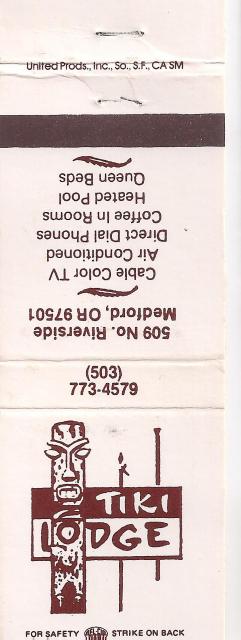 United Prods., Inc., So., S.F., CA SM
509 No. Riverside
Medford, OR 97501
Cable Color TV
Air Conditioned
Direct Dial Phones
Coffee In Rooms
Heated Pool
Queen Beds
(503)
773-4579
TIKI
LODGE
FOR SAFETY STRIKE ON BACK